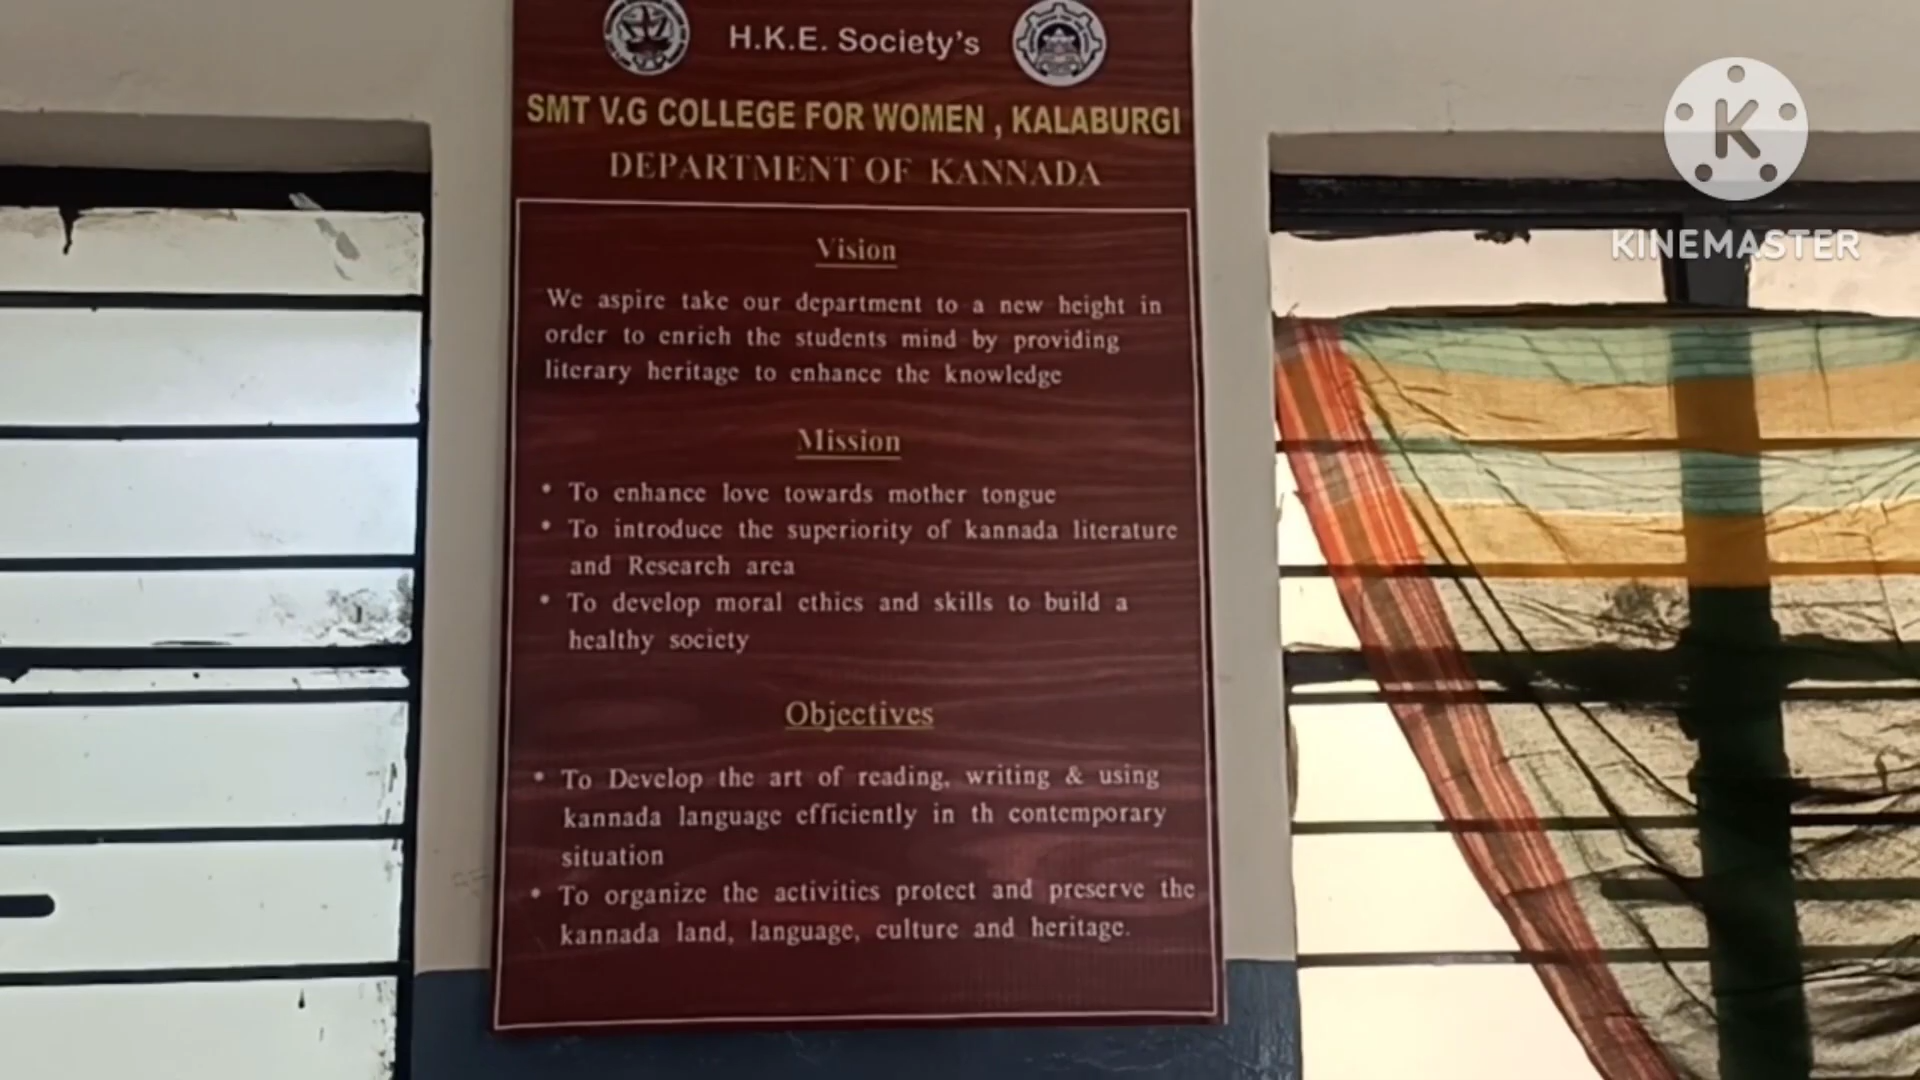 H.K.E. Society's
SMT V.G COLLEGE FOR WOMEN , KALABURGI
DEPARTMENT OF KANNADA
Vision
We aspire take our department to a new height in
order to enrich the students mind by providing
literary heritage to enhance the knowledge
Mission
• To enhance love towards mother tongue
• To introduce the superiority of kannada literature
and Research area
• To develop moral ethics and skills to build a
healthy society
Objectives
• To Develop the art of reading, writing & using
kannada language efficiently in th contemporary
situation
• To organize the activities protect and preserve the
kannada land, language, culture and heritage.
K
KINEMASTER